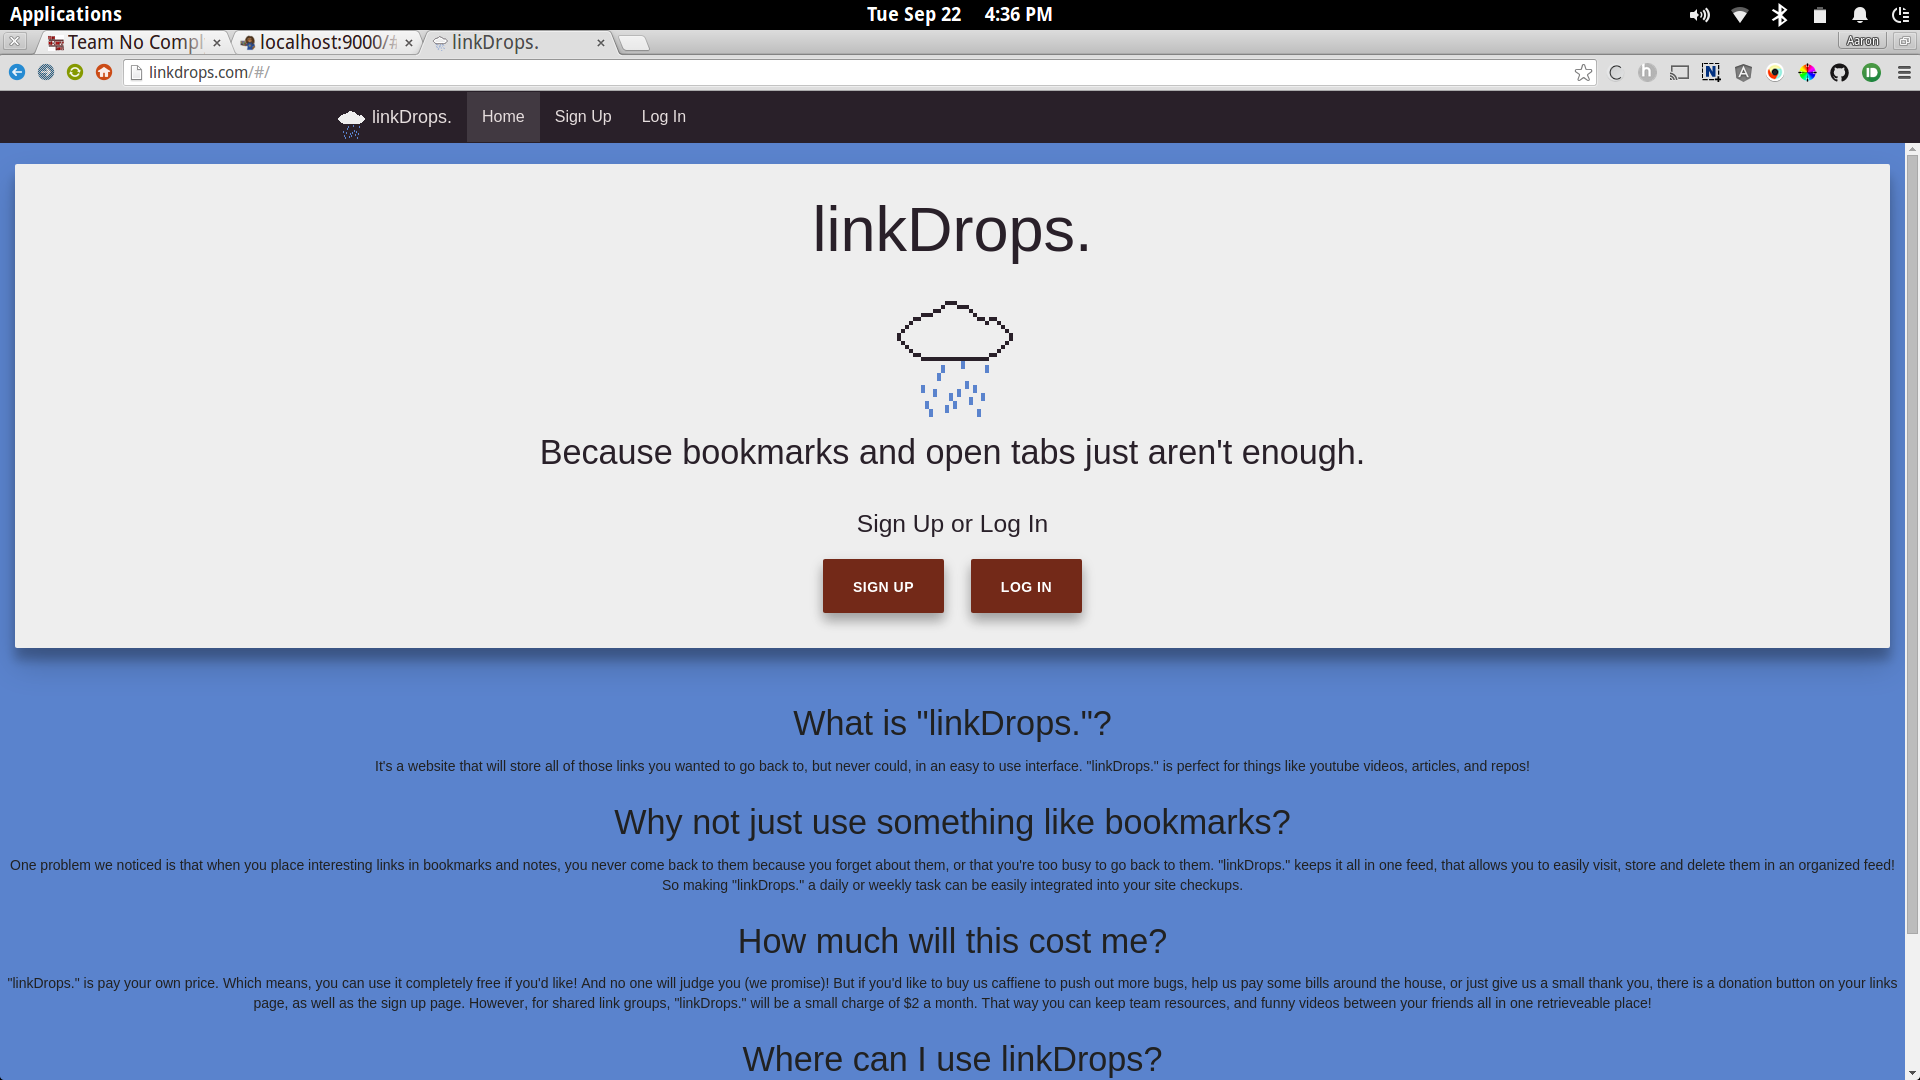 Applications
Tue Sep 22 4:36 PM
Team No Compl
localhost:9000/#
linkDrops.
Aaron
linkdrops.com/#/
linkDrops.
Home
Sign Up
Log In
linkDrops.
Because bookmarks and open tabs just aren't enough.
Sign Up or Log In
SIGN UP
LOG IN
What is "linkDrops."?
It's a website that will store all of those links you wanted to go back to, but never could, in an easy to use interface. "linkDrops." is perfect for things like youtube videos, articles, and repos!
Why not just use something like bookmarks?
One problem we noticed is that when you place interesting links in bookmarks and notes, you never come back to them because you forget about them, or that you're too busy to go back to them. "linkDrops." keeps it all in one feed, that allows you to easily visit, store and delete them in an organized feed!
So making "linkDrops." a daily or weekly task can be easily integrated into your site checkups.
How much will this cost me?
"linkDrops." is pay your own price. Which means, you can use it completely free if you'd like! And no one will judge you (we promise)! But if you'd like to buy us caffiene to push out more bugs, help us pay some bills around the house, or just give us a small thank you, there is a donation button on your links
page, as well as the sign up page. However, for shared link groups, "linkDrops." will be a small charge of $2 a month. That way you can keep team resources, and funny videos between your friends all in one retrieveable place!
Where can I use linkDrops?